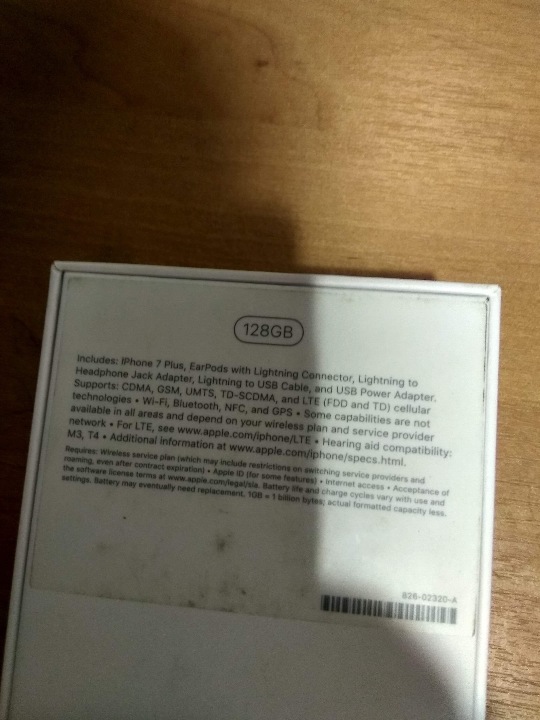 128GB
Includes: iPhone 7 Plus, EarPods with Lightning Connector, Lightning to
Headphone Jack Adapter, Lightning to USB Cable, and USB Power Adapter.
Supports: CDMA, GSM, UMTS, TD-SCDMA, and LTE (FDD and TD) cellular
technologies • Wi-Fi, Bluetooth, NFC, and GPS • Some capabilities are not
available in all areas and depend on your wireless plan and service provider
network • For LTE, see www.apple.com/iphone/LTE • Hearing aid compatibility:
M3, T4 • Additional information at www.apple.com/iphone/specs.html.
Requires: Wireless service plan (which may include restrictions on switching service providers and
roaming, even after contract expiration) • Apple ID (for some features) • Internet access • Acceptance of
the software license terms at www.apple.com/legal/sla. Battery life and charge cycles vary with use and
settings. Battery may eventually need replacement. 1GB = 1 billion bytes; actual formatted capacity less.
826-02320-A